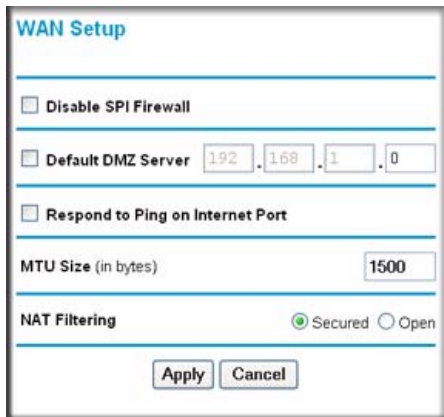 WAN Setup
Disable SPI Firewall
Default DMZ Server 192 . 168 . 1 . 0
Respond to Ping on Internet Port
MTU Size (in bytes) 1500
NAT Filtering Secured Open
Apply Cancel